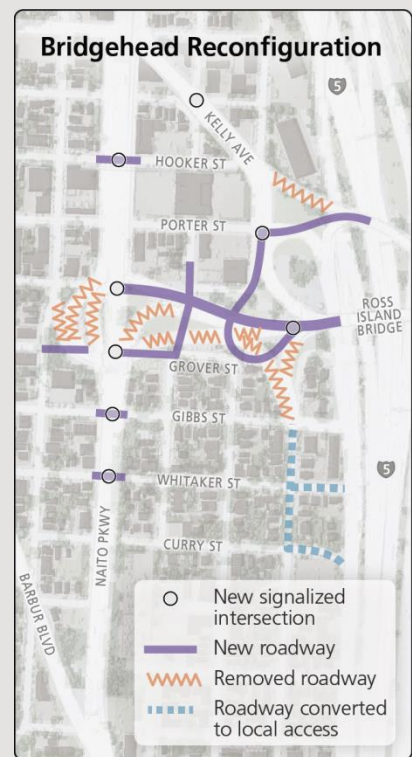 Bridgehead Reconfiguration
5
KELLY AVE
HOOKER ST
PORTER ST
ROSS
ISLAND
BRIDGE
GROVER ST
GIBBS ST
5
WHITAKER ST
NAITO PKWY
CURRY ST
BARBUR BLVD
New signalized
intersection
New roadway
Removed roadway
Roadway converted
to local access